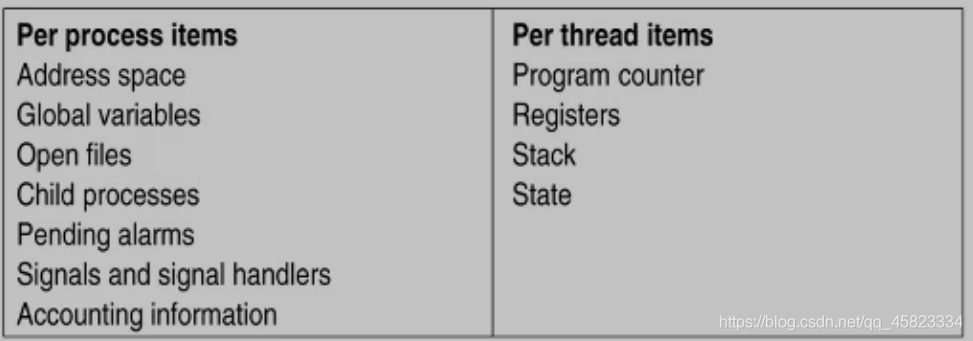 Per process items
Address space
Global variables
Open files
Child processes
Pending alarms
Signals and signal handlers
Accounting information
Per thread items
Program counter
Registers
Stack
State
https://blog.csdn.net/qq_45823334